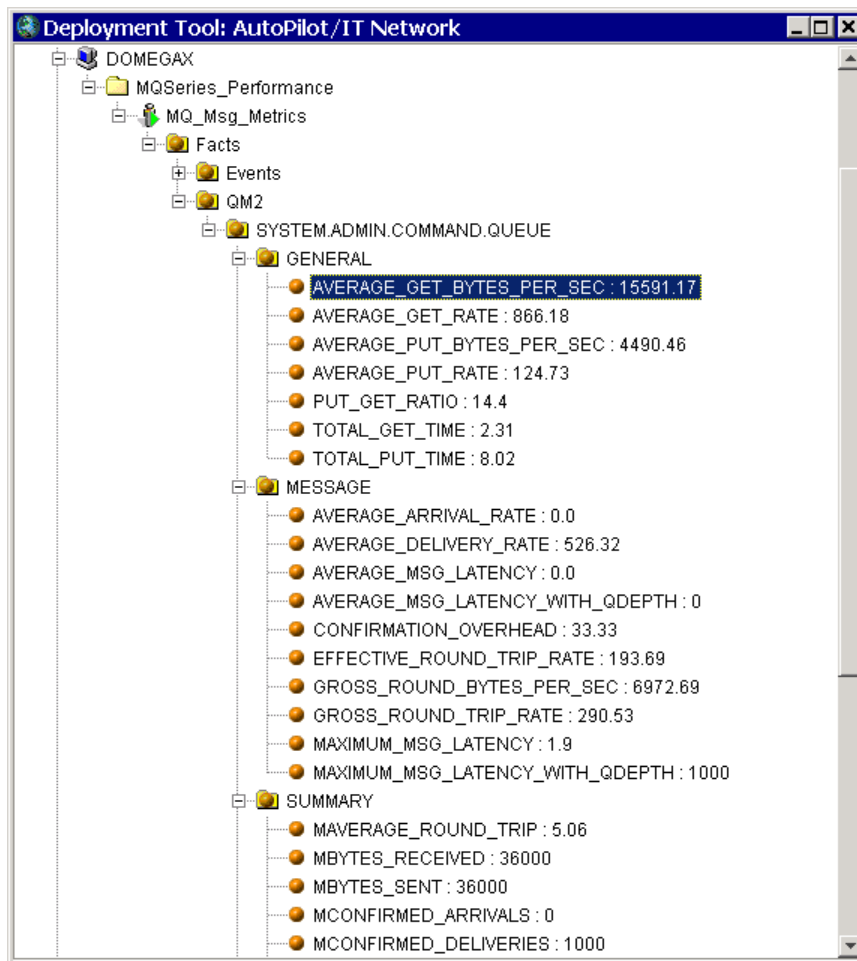 Deployment Tool: AutoPilot/IT Network
DOMEGAX
MQSeries_Performance
MQ_Msg_Metrics
Facts
Events
QM2
SYSTEM.ADMIN.COMMAND.QUEUE
GENERAL
AVERAGE_GET_BYTES_PER_SEC : 15591.17
AVERAGE_GET_RATE : 866.18
AVERAGE_PUT_BYTES_PER_SEC : 4490.46
AVERAGE_PUT_RATE : 124.73
PUT_GET_RATIO : 14.4
TOTAL_GET_TIME : 2.31
TOTAL_PUT_TIME : 8.02
MESSAGE
AVERAGE_ARRIVAL_RATE : 0.0
AVERAGE_DELIVERY_RATE : 526.32
AVERAGE_MSG_LATENCY : 0.0
AVERAGE_MSG_LATENCY_WITH_QDEPTH : 0
CONFIRMATION_OVERHEAD : 33.33
EFFECTIVE_ROUND_TRIP_RATE : 193.69
GROSS_ROUND_BYTES_PER_SEC : 6972.69
GROSS_ROUND_TRIP_RATE : 290.53
MAXIMUM_MSG_LATENCY : 1.9
MAXIMUM_MSG_LATENCY_WITH_QDEPTH : 1000
SUMMARY
MAVERAGE_ROUND_TRIP : 5.06
MBYTES_RECEIVED : 36000
MBYTES_SENT : 36000
MCONFIRMED_ARRIVALS : 0
MCONFIRMED_DELIVERIES : 1000